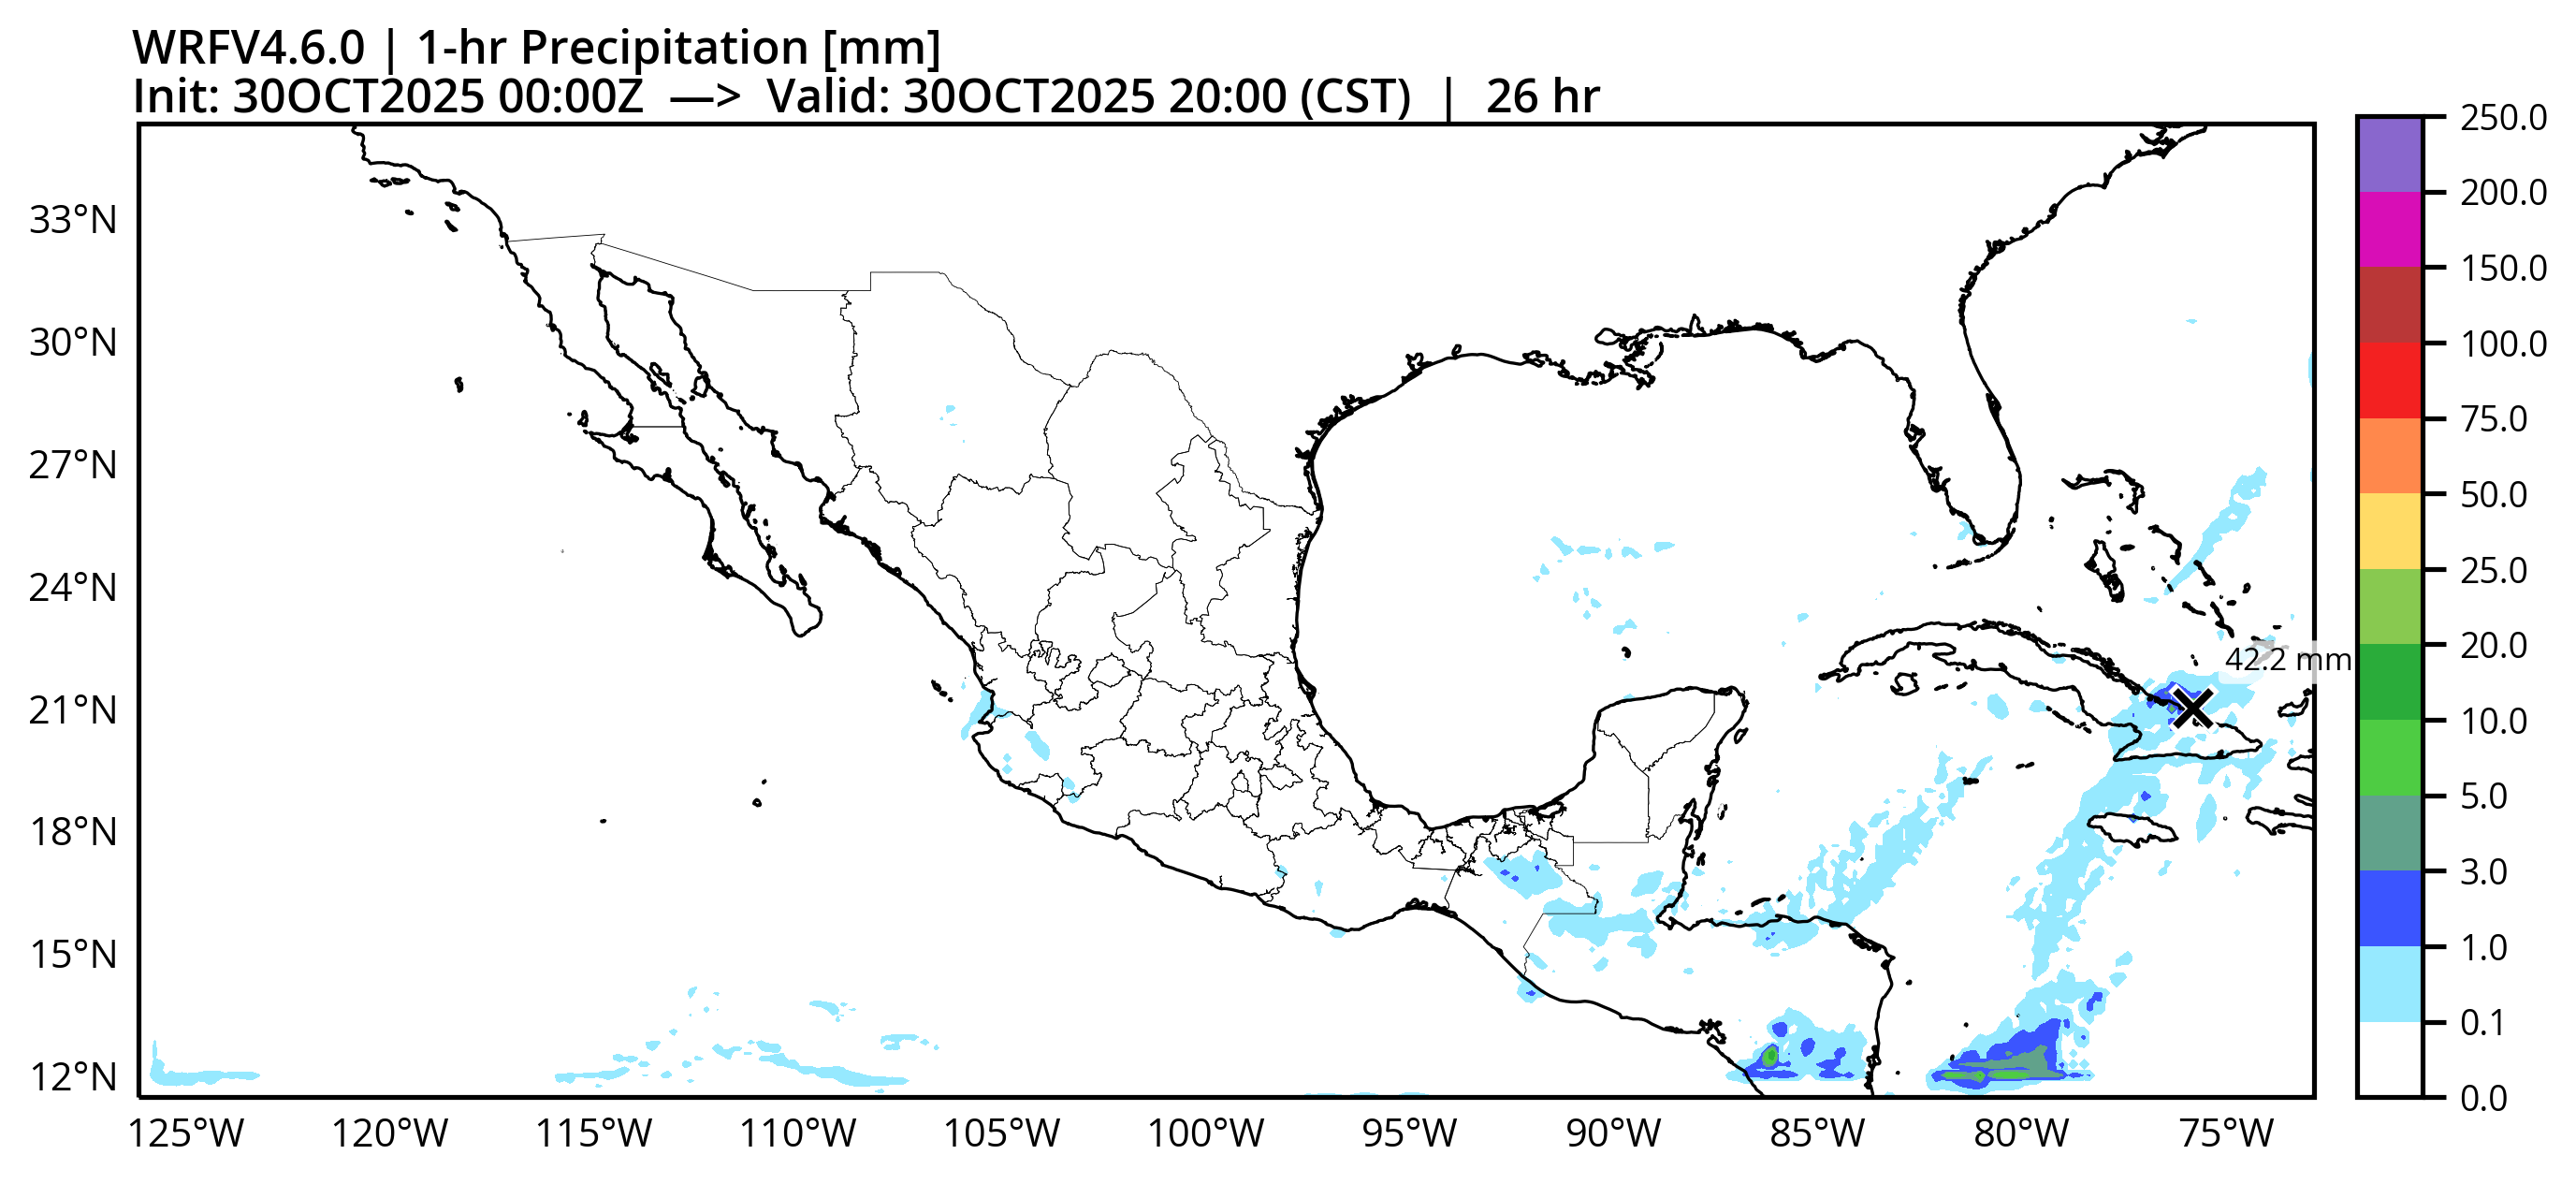 WRFV4.6.0 | 1-hr Precipitation [mm]
Init: 30OCT2025 00:00Z —> Valid: 30OCT2025 20:00 (CST) | 26 hr
33°N
30°N
27°N
24°N
21°N
18°N
15°N
12°N
125°W 120°W 115°W 110°W 105°W 100°W 95°W 90°W 85°W 80°W 75°W
42.2 mm
250.0
200.0
150.0
100.0
75.0
50.0
25.0
20.0
10.0
5.0
3.0
1.0
0.1
0.0